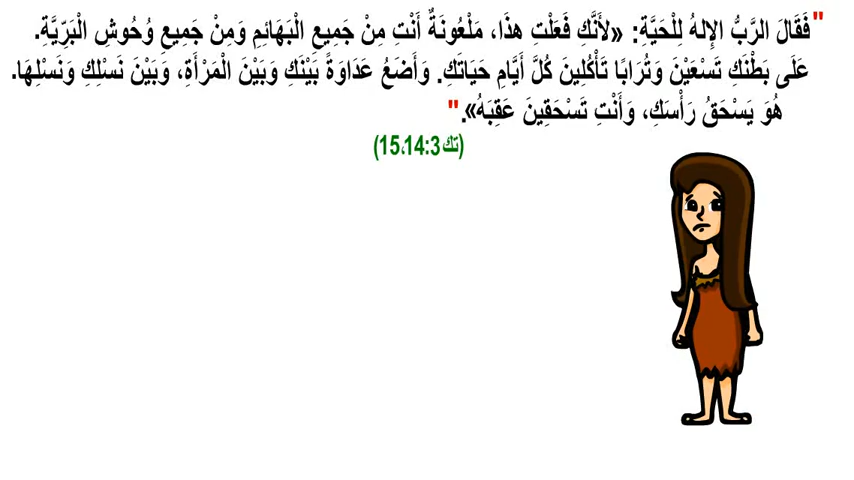 "فَقَالَ الرَّبُّ الإِلهُ لِلْحَيَّةِ: «لأَنَّكِ فَعَلْتِ هذَا، مَلْعُونَةٌ أَنْتِ مِنْ جَمِيعِ الْبَهَائِمِ وَمِنْ جَمِيعِ وُحُوشِ الْبَرِّيَّةِ.
عَلَى بَطْنَكِ تَسْعَيْنَ وَتُرَابًا تَأْكُلِينَ كُلَّ أَيَّامِ حَيَاتَكِ. وَأَضَعُ عَدَاوَةً بَيْنَكِ وَبَيْنَ الْمَرْأَةِ، وَبَيْنَ نَسْلِكِ وَنَسْلِهَا.
هُوَ يَسْحَقُ رَأْسَكِ، وَأَنْتِ تَسْحَقِينَ عَقِبَهُ»."
(تك 3:14،15)